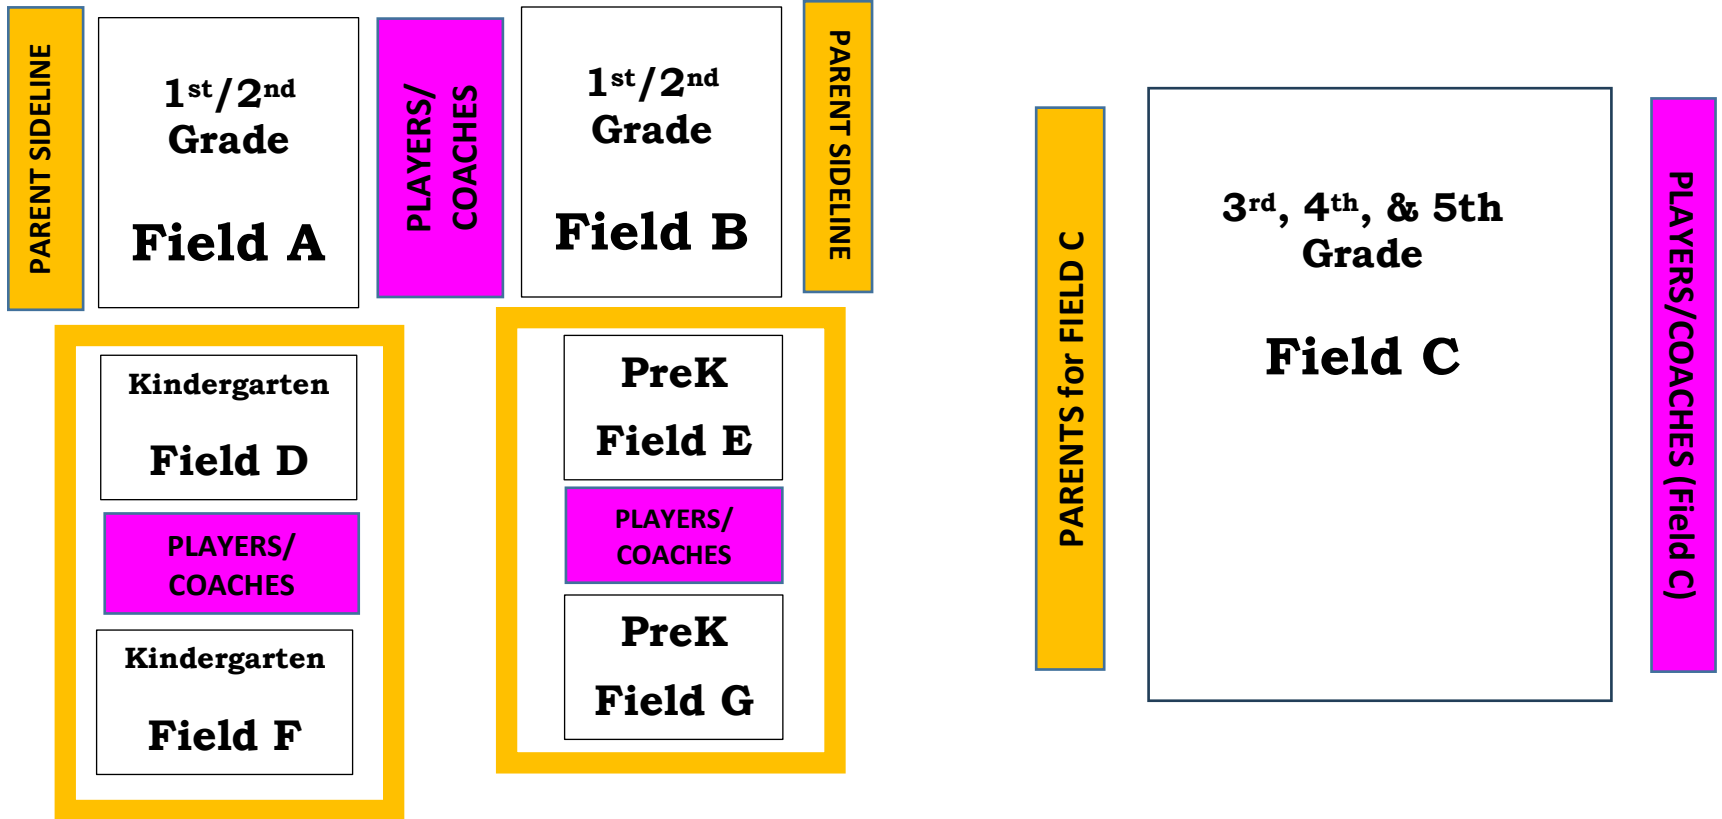 PARENT SIDELINE
1st/2nd
Grade
Field A
PLAYERS/
COACHES
1st/2nd
Grade
Field B
PARENT SIDELINE
Kindergarten
Field D
PLAYERS/
COACHES
Kindergarten
Field F
PreK
Field E
PLAYERS/
COACHES
PreK
Field G
PARENTS for FIELD C
3rd, 4th, & 5th
Grade
Field C
PLAYERS/COACHES (Field C)